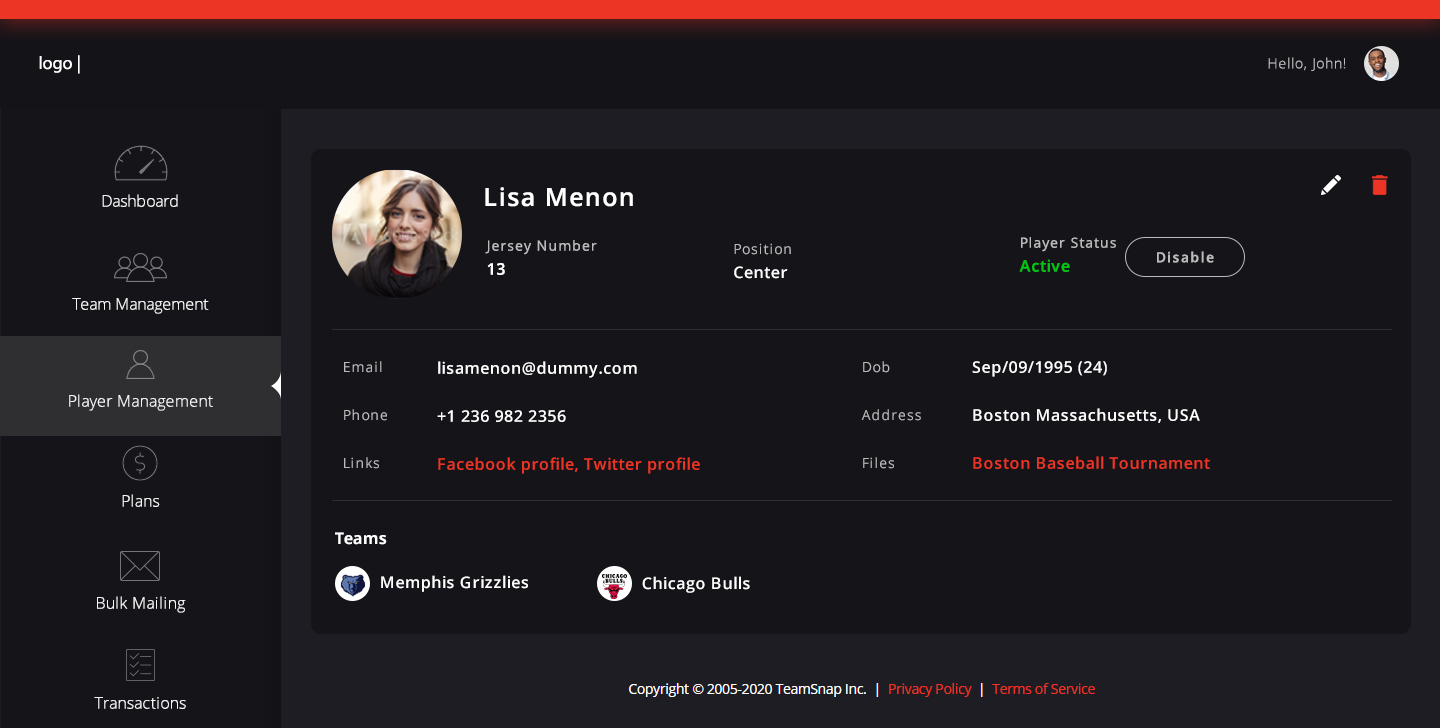 logo |
Hello, John!
Dashboard
Team Management
Player Management
Plans
Bulk Mailing
Transactions
Lisa Menon
Jersey Number
13
Position
Center
Player Status
Active
Disable
Email
lisamenon@dummy.com
Dob
Sep/09/1995 (24)
Phone
+1 236 982 2356
Address
Boston Massachusetts, USA
Links
Facebook profile, Twitter profile
Files
Boston Baseball Tournament
Teams
Memphis Grizzlies
CHICAGO
BULLS
Chicago Bulls
Copyright © 2005-2020 TeamSnap Inc. | Privacy Policy | Terms of Service